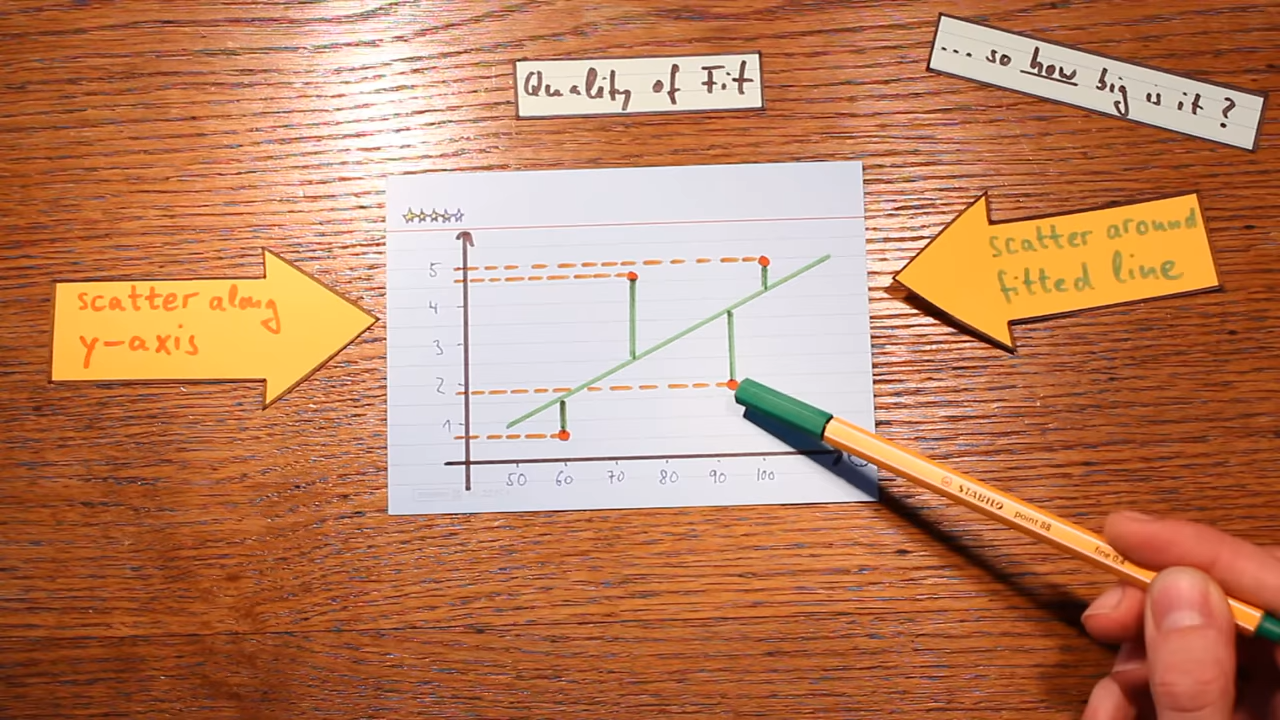 Quality of Fit
... so how big is it?
scatter along
y-axis
scatter around
fitted line
5
4
3
2
1
50 60 70 80 90 100
STABILO point 88 fine 0.4